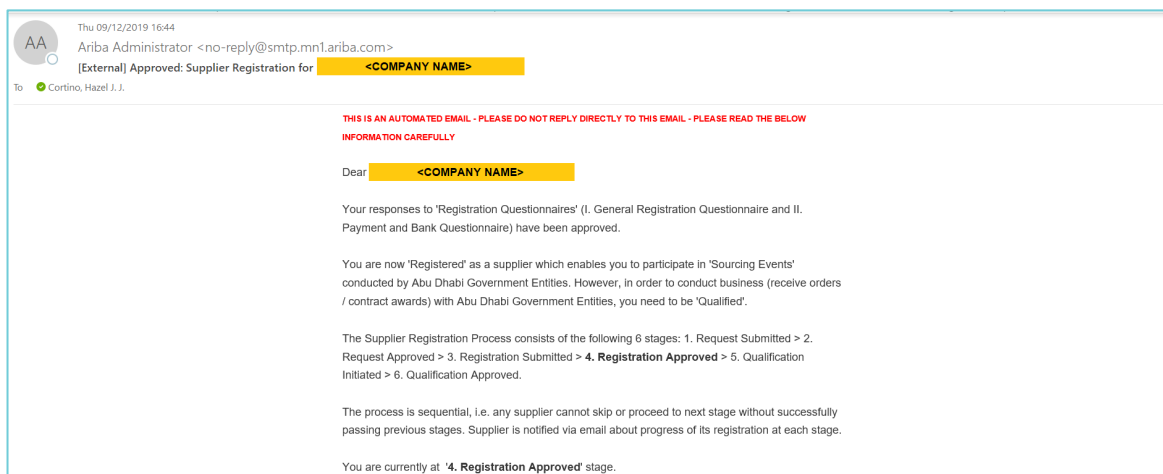 Thu 09/12/2019 16:44
AA
Ariba Administrator <no-reply@smtp.mn1.ariba.com>
[External] Approved: Supplier Registration for <COMPANY NAME>
To Cortino, Hazel J. J.
THIS IS AN AUTOMATED EMAIL - PLEASE DO NOT REPLY DIRECTLY TO THIS EMAIL - PLEASE READ THE BELOW
INFORMATION CAREFULLY
Dear <COMPANY NAME>
Your responses to 'Registration Questionnaires' (I. General Registration Questionnaire and II.
Payment and Bank Questionnaire) have been approved.
You are now 'Registered' as a supplier which enables you to participate in 'Sourcing Events'
conducted by Abu Dhabi Government Entities. However, in order to conduct business (receive orders
/ contract awards) with Abu Dhabi Government Entities, you need to be 'Qualified'.
The Supplier Registration Process consists of the following 6 stages: 1. Request Submitted > 2.
Request Approved > 3. Registration Submitted > 4. Registration Approved > 5. Qualification
Initiated > 6. Qualification Approved.
The process is sequential, i.e. any supplier cannot skip or proceed to next stage without successfully
passing previous stages. Supplier is notified via email about progress of its registration at each stage.
You are currently at '4. Registration Approved' stage.